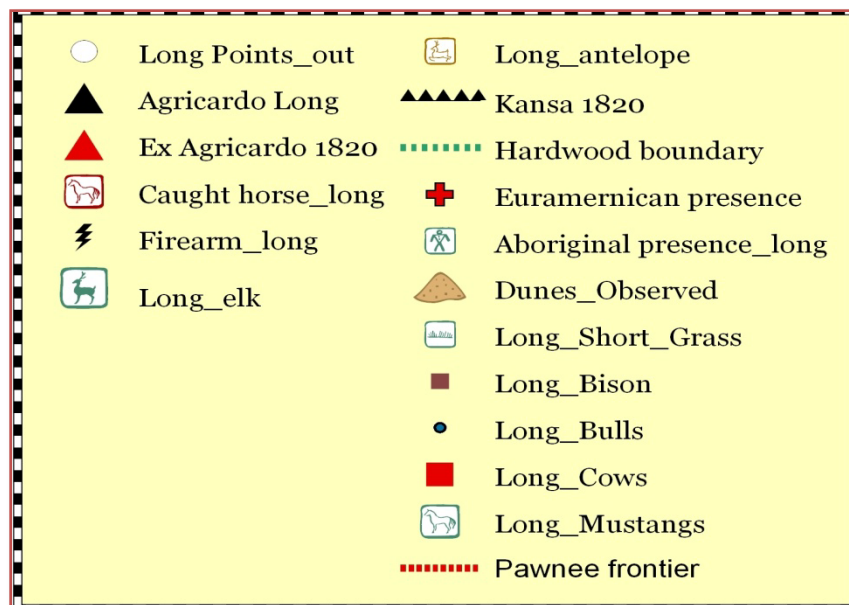 Long Points_out
Agricardo Long
Ex Agricardo 1820
Caught horse_long
Firearm_long
Long_elk
Long_antelope
Kansa 1820
Hardwood boundary
Euramernican presence
Aboriginal presence_long
Dunes_Observed
Long_Short_Grass
Long_Bison
Long_Bulls
Long_Cows
Long_Mustangs
Pawnee frontier